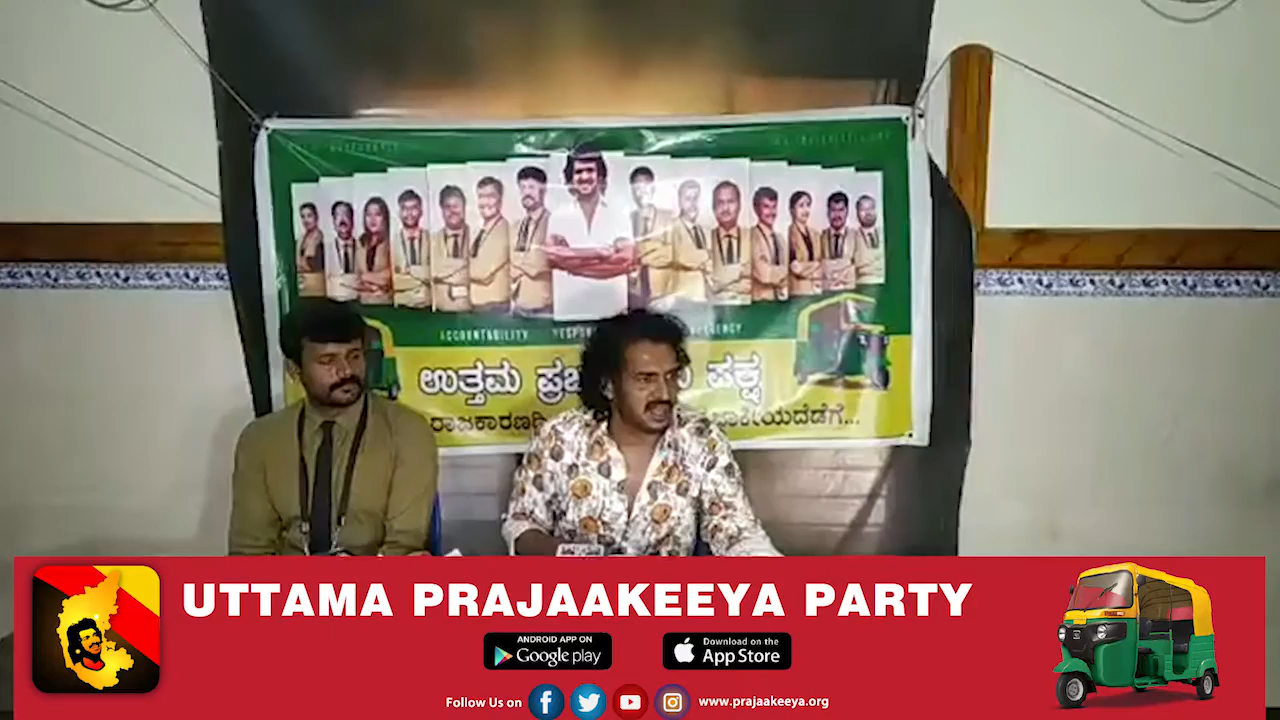 ACCOUNTABILITY
ಉತ್ತಮ ಪಕ್ಷ
UTTAMA PRAJAAKEEYA PARTY
ANDROID APP ON
Google play
Download on the
App Store
Follow Us on
www.prajaakeeya.org